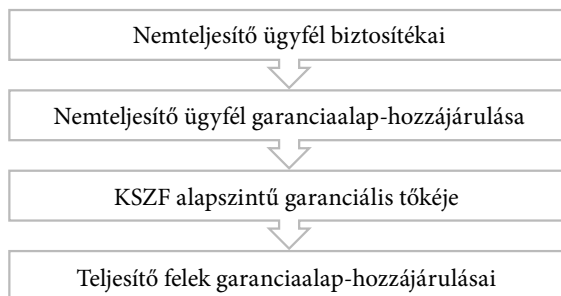 Nemteljesítő ügyfél biztosítékai
Nemteljesítő ügyfél garanciaalap-hozzájárulása
KSZF alapszintű garanciális tőkéje
Teljesítő felek garanciaalap-hozzájárulásai